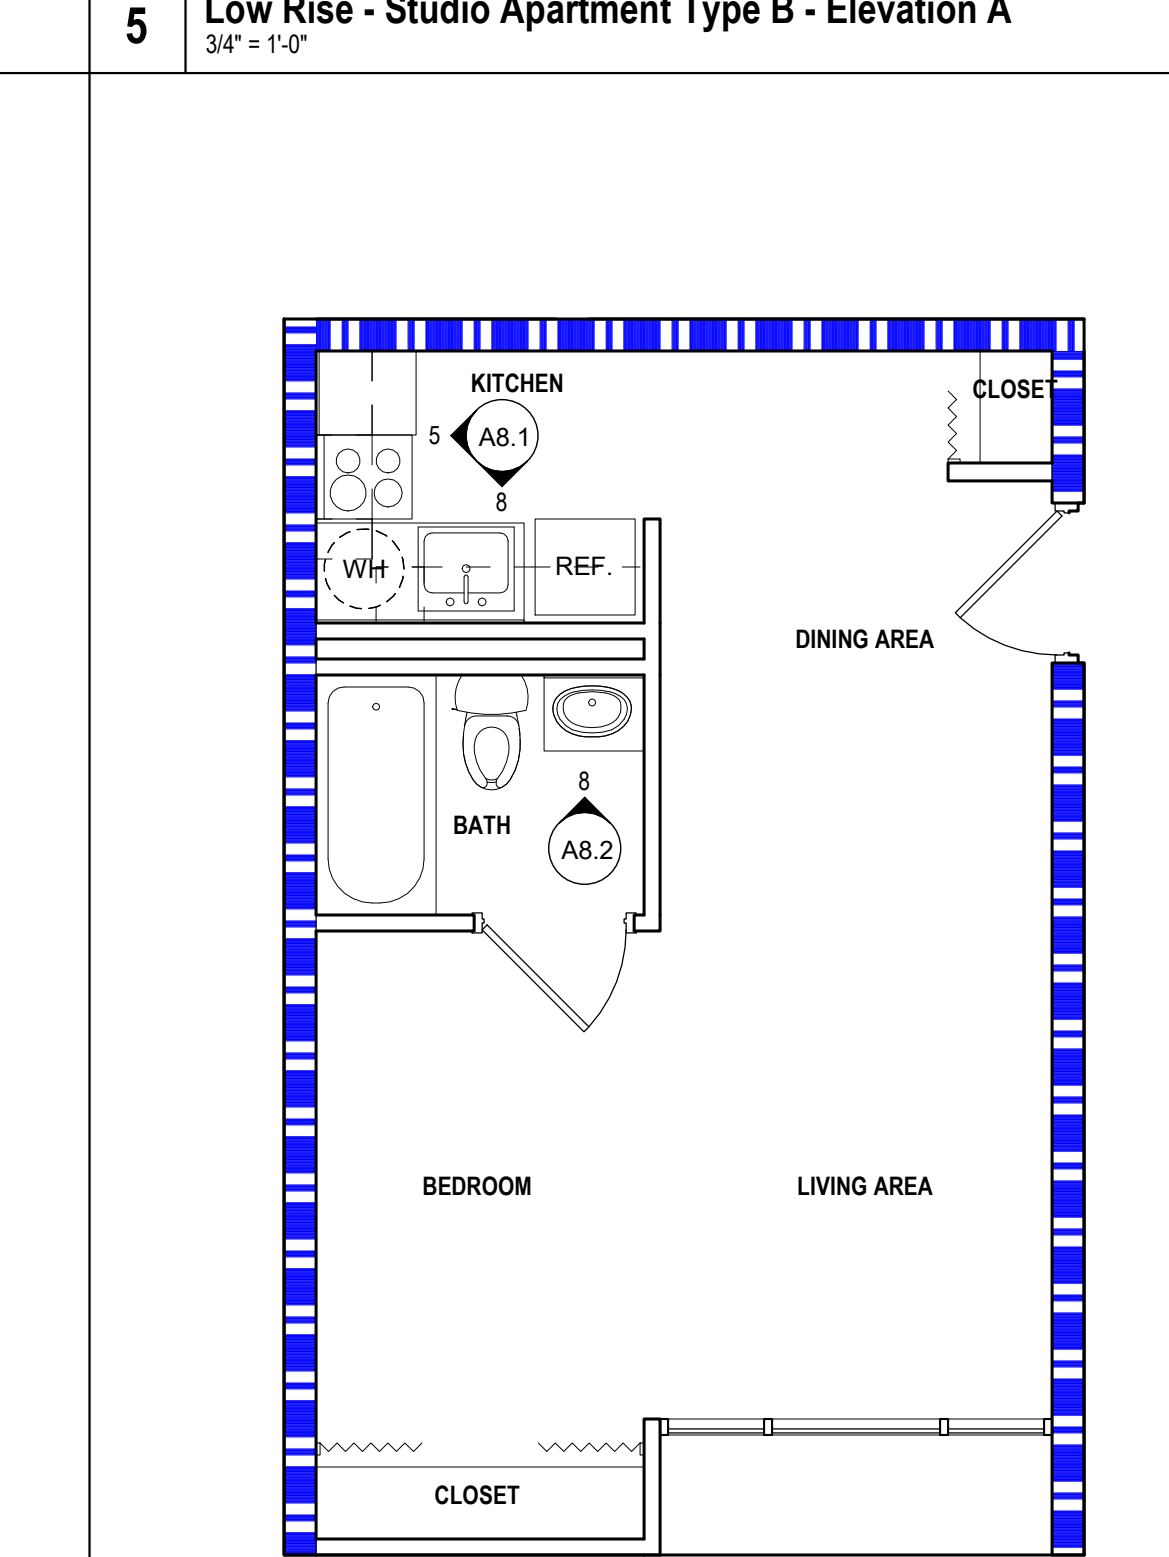 5
Low Rise - Studio Apartment Type B - Elevation A
3/4" = 1'-0"
KITCHEN
CLOSET
5
A8.1
8
WH
REF.
DINING AREA
8
BATH
A8.2
BEDROOM
LIVING AREA
CLOSET